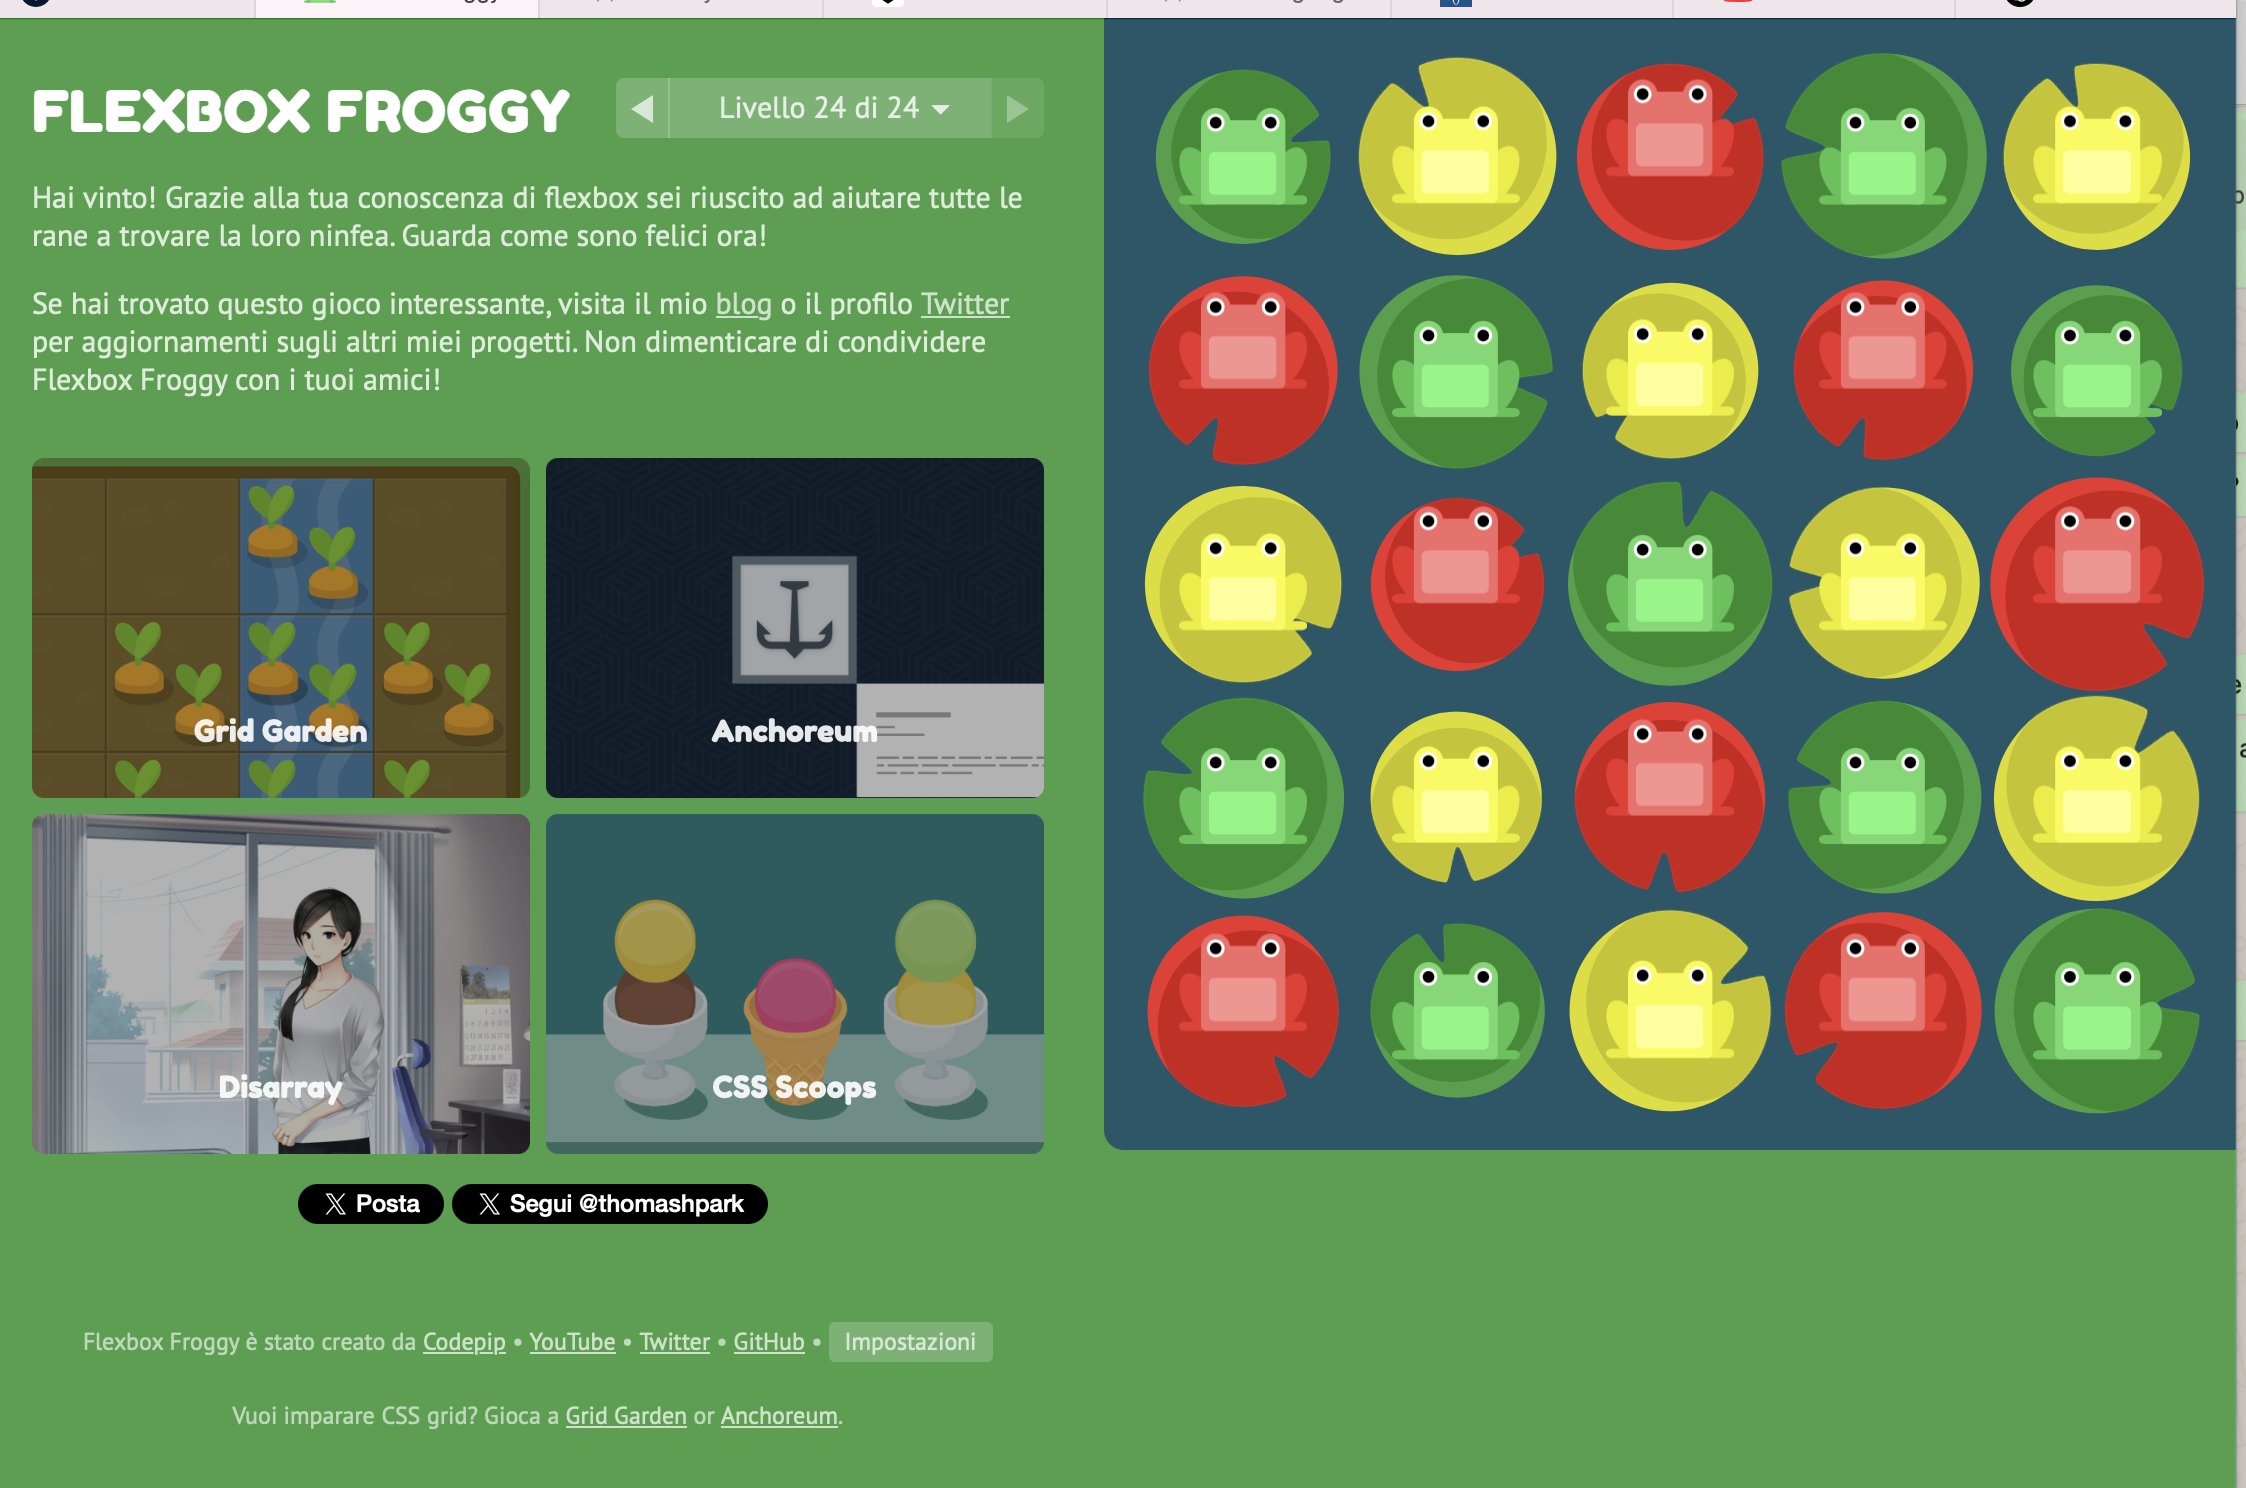 FLEXBOX FROGGY
Livello 24 di 24
Hai vinto! Grazie alla tua conoscenza di flexbox sei riuscito ad aiutare tutte le
rane a trovare la loro ninfea. Guarda come sono felici ora!
Se hai trovato questo gioco interessante, visita il mio blog o il profilo Twitter
per aggiornamenti sugli altri miei progetti. Non dimenticare di condividere
Flexbox Froggy con i tuoi amici!
Grid Garden
Anchoreum
Disarray
CSS Scoops
Posta
Segui @thomashpark
Flexbox Froggy è stato creato da Codepip • YouTube • Twitter • GitHub • Impostazioni
Vuoi imparare CSS grid? Gioca a Grid Garden or Anchoreum.